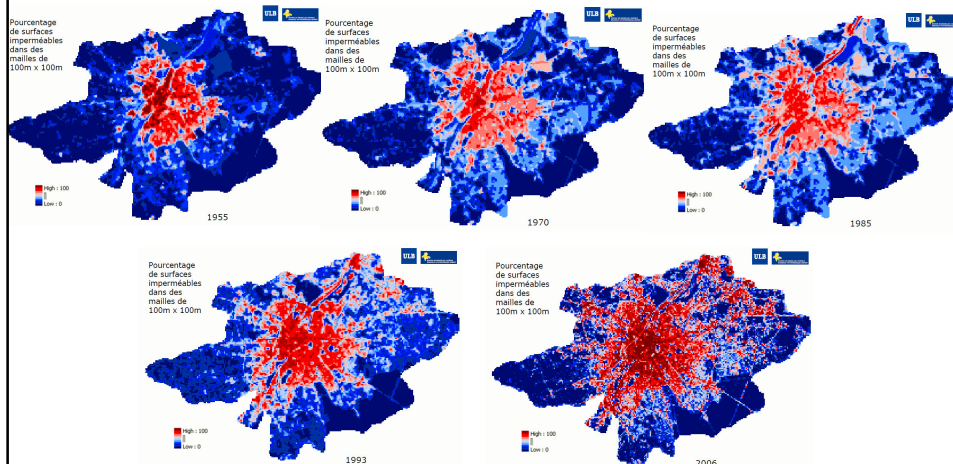 Pourcentage
de surfaces
imperméables
dans des
mailles de
100m x 100m
ULB
High : 100
Low : 0
1955
Pourcentage
de surfaces
imperméables
dans des
mailles de
100m x 100m
ULB
High : 100
Low : 0
1970
Pourcentage
de surfaces
imperméables
dans des
mailles de
100m x 100m
ULB
High : 100
Low : 0
1985
Pourcentage
de surfaces
imperméables
dans des
mailles de
100m x 100m
ULB
High : 100
Low : 0
1993
Pourcentage
de surfaces
imperméables
dans des
mailles de
100m x 100m
ULB
High : 100
Low : 0
2006